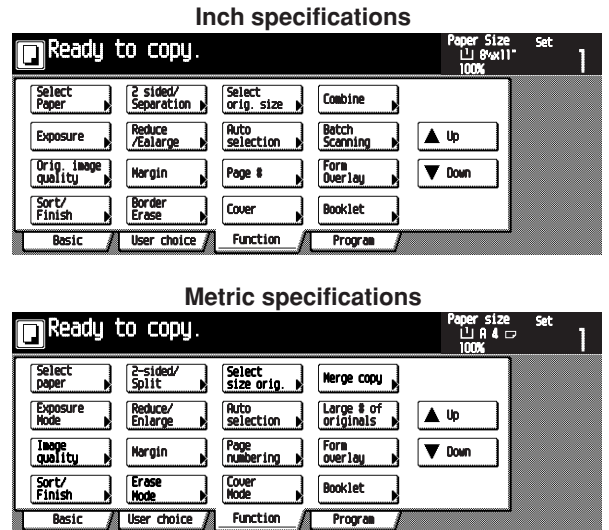 Inch specifications
Ready to copy.
Paper Size
8½x11"
100%
Set
1
Select
Paper
2 sided/
Separation
Select
orig. size
Combine
Exposure
Reduce
/Ealarge
Auto
selection
Batch
Scanning
▲ Up
Orig. image
quality
Margin
Page #
Form
Overlay
▼ Down
Sort/
Finish
Border
Erase
Cover
Booklet
Basic
User choice
Function
Program
Metric specifications
Ready to copy.
Paper size
A 4
100%
Set
1
Select
paper
2-sided/
Split
Select
size orig.
Merge copy
Exposure
Mode
Reduce/
Enlarge
Auto
selection
Large # of
originals
▲ Up
Image
quality
Margin
Page
numbering
Form
overlay
▼ Down
Sort/
Finish
Erase
Mode
Cover
Mode
Booklet
Basic
User choice
Function
Program